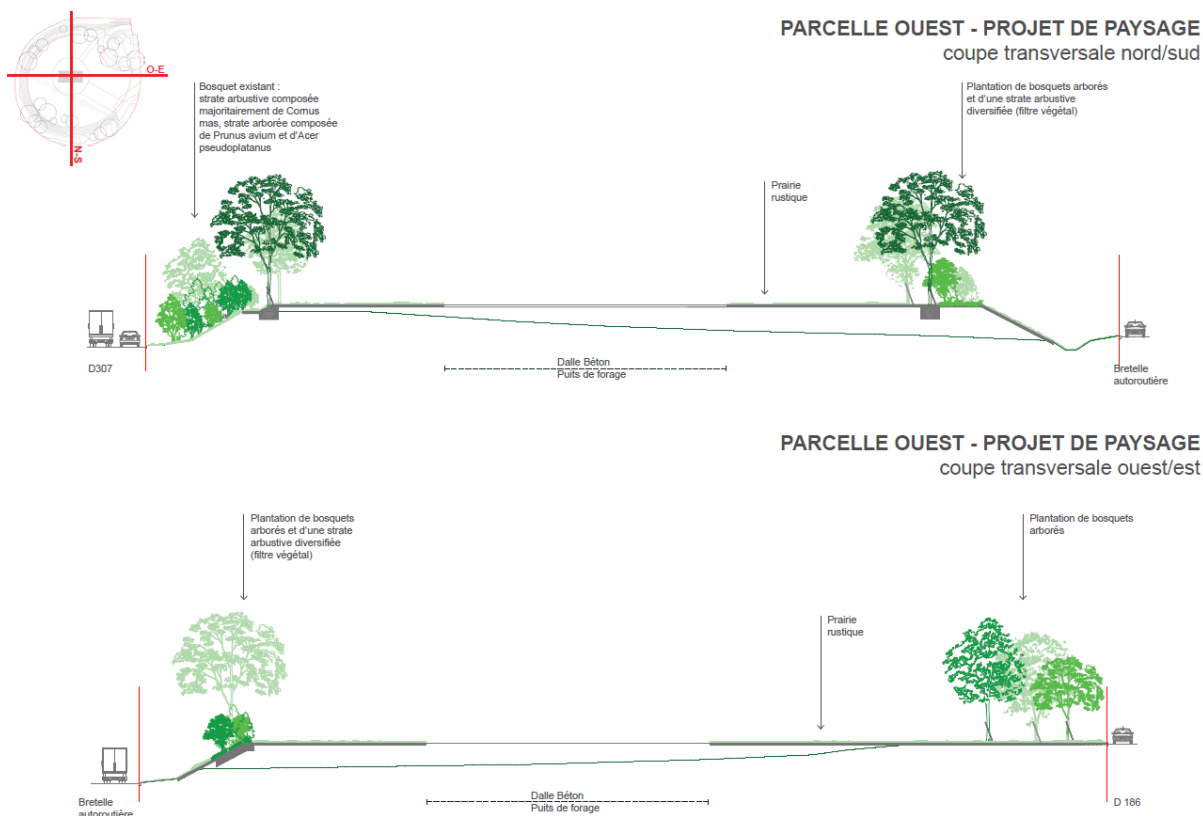 PARCELLE OUEST - PROJET DE PAYSAGE
coupe transversale nord/sud
O-E
N-S
Bosquet existant :
strate arbustive composée
majoritairement de Cornus
mas, strate arborée composée
de Prunus avium et d'Acer
pseudoplatanus
Plantation de bosquets arborés
et d'une strate arbustive
diversifiée (filtre végétal)
Prairie
rustique
D307
Dalle Béton
Puits de forage
Bretelle
autoroutière
PARCELLE OUEST - PROJET DE PAYSAGE
coupe transversale ouest/est
Plantation de bosquets
arborés et d'une strate
arbustive diversifiée
(filtre végétal)
Plantation de bosquets
arborés
Prairie
rustique
Bretelle
autoroutière
Dalle Béton
Puits de forage
D 186